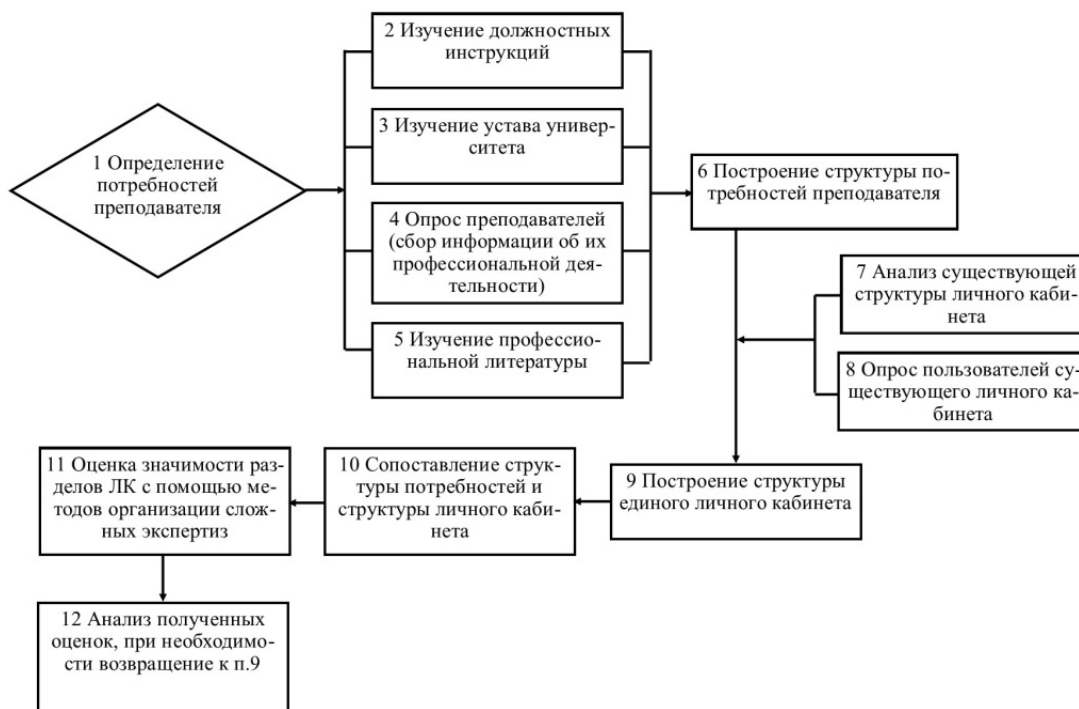 1 Определение
потребностей
преподавателя
2 Изучение должностных
инструкций
3 Изучение устава универ-
ситета
4 Опрос преподавателей
(сбор информации об их
профессиональной дея-
тельности)
5 Изучение профессио-
нальной литературы
6 Построение структуры по-
требностей преподавателя
7 Анализ существующей
структуры личного каби-
нета
8 Опрос пользователей су-
ществующего личного ка-
бинета
9 Построение структуры
единого личного кабинета
10 Сопоставление струк-
туры потребностей и
структуры личного каби-
нета
11 Оценка значимости раз-
делов ЛК с помощью ме-
тодов организации слож-
ных экспертиз
12 Анализ полученных
оценок, при необходимо-
сти возвращение к п.9